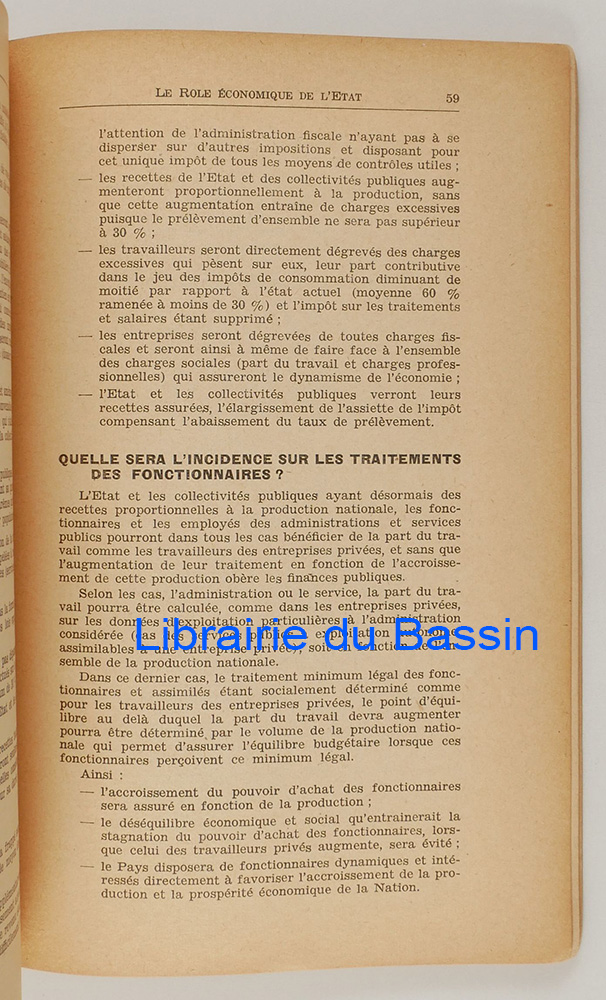 LE ROLE ÉCONOMIQUE DE L'ETAT 59
l'attention de l'administration fiscale n'ayant pas à se
disperser sur d'autres impositions et disposant pour
cet unique impôt de tous les moyens de contrôles utiles ;
— les recettes de l'Etat et des collectivités publiques aug-
menteront proportionnellement à la production, sans
que cette augmentation entraîne de charges excessives
puisque le prélèvement d'ensemble ne sera pas supérieur
à 30 % ;
— les travailleurs seront directement dégrevés des charges
excessives qui pèsent sur eux, leur part contributive
dans le jeu des impôts de consommation diminuant de
moitié par rapport à l'état actuel (moyenne 60 %
ramenée à moins de 30 %) et l'impôt sur les traitements
et salaires étant supprimé ;
— les entreprises seront dégrevées de toutes charges fis-
cales et seront ainsi à même de faire face à l'ensemble
des charges sociales (part du travail et charges profes-
sionnelles) qui assureront le dynamisme de l'économie ;
— l'Etat et les collectivités publiques verront leurs
recettes assurées, l'élargissement de l'assiette de l'impôt
compensant l'abaissement du taux de prélèvement.
QUELLE SERA L'INCIDENCE SUR LES TRAITEMENTS
DES FONCTIONNAIRES ?
L'Etat et les collectivités publiques ayant désormais des
recettes proportionnelles à la production nationale, les fonc-
tionnaires et les employés des administrations et services
publics pourront dans tous les cas bénéficier de la part du tra-
vail comme les travailleurs des entreprises privées, et sans que
l'augmentation de leur traitement en fonction de l'accroisse-
ment de cette production obère les finances publiques.
Selon les cas, l'administration ou le service, la part du tra-
vail pourra être calculée, comme dans les entreprises privées,
sur les données d'exploitation particulières à l'administration
considérée (cas des services publics à exploitation autonome
assimilables à une entreprise privée), soit en fonction de l'en-
semble de la production nationale.
Librairie du Bassin
Dans ce dernier cas, le traitement minimum légal des fonc-
tionnaires et assimilés étant socialement déterminé comme
pour les travailleurs des entreprises privées, le point d'équi-
libre au delà duquel la part du travail devra augmenter
pourra être déterminé par le volume de la production natio-
nale qui permet d'assurer l'équilibre budgétaire lorsque ces
fonctionnaires perçoivent ce minimum légal.
Ainsi :
— l'accroissement du pouvoir d'achat des fonctionnaires
sera assuré en fonction de la production ;
— le déséquilibre économique et social qu'entrainerait la
stagnation du pouvoir d'achat des fonctionnaires, lors-
que celui des travailleurs privés augmente, sera évité ;
— le Pays disposera de fonctionnaires dynamiques et inté-
ressés directement à favoriser l'accroissement de la pro-
duction et la prospérité économique de la Nation.